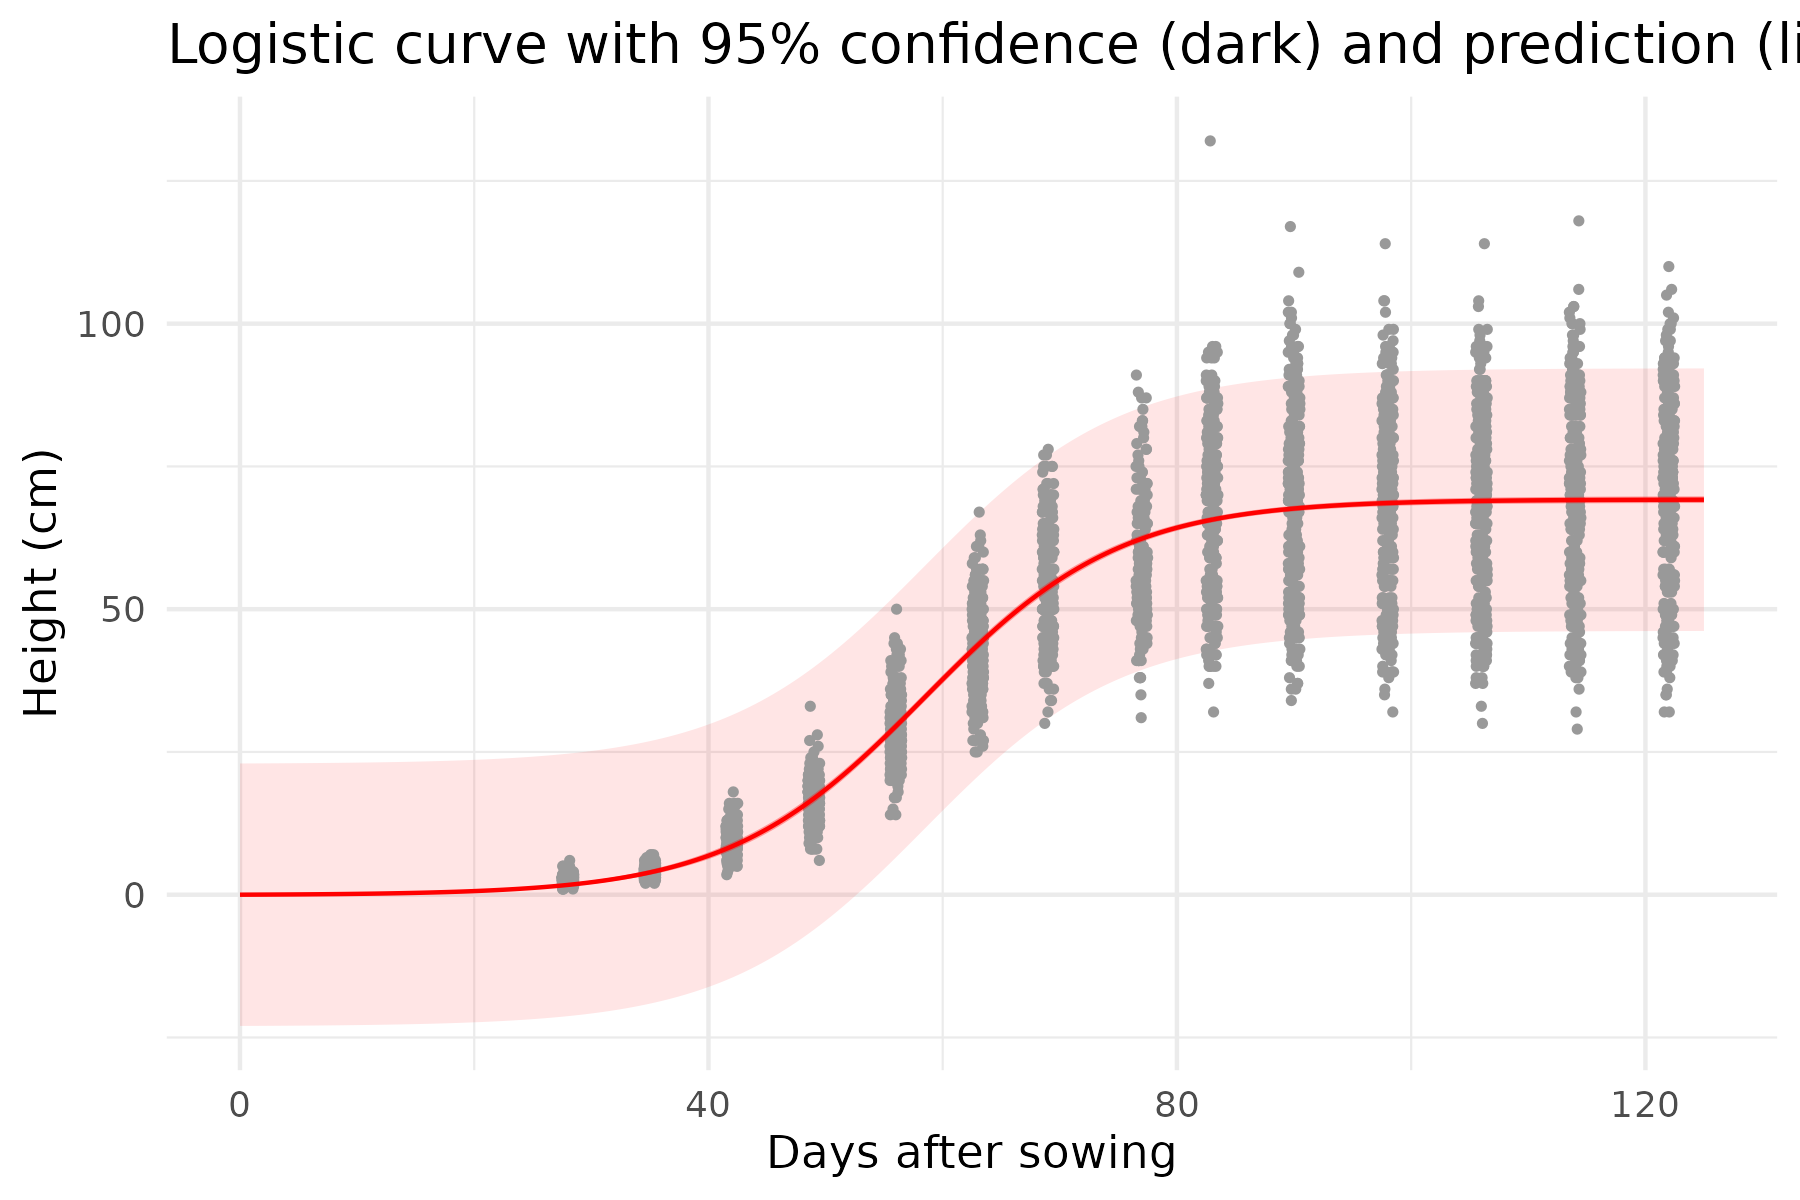 Logistic curve with 95% confidence (dark) and prediction (li
Height (cm)
100
50
0
0 40 80 120
Days after sowing